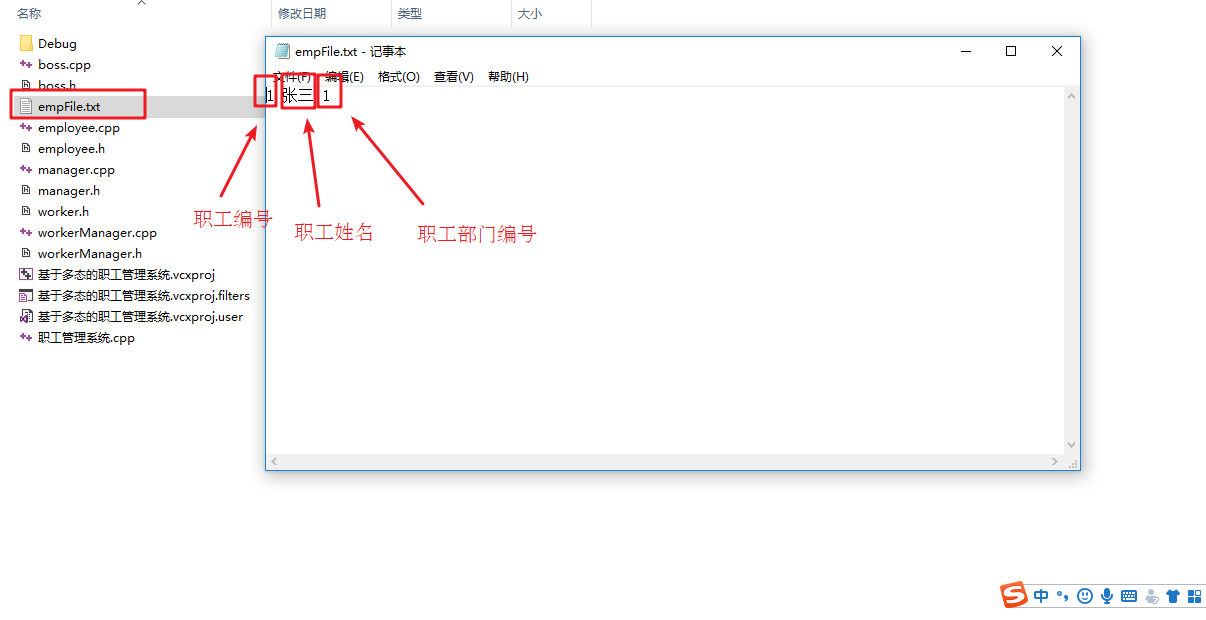 名称 修改日期 类型 大小
Debug
boss.cpp
boss.h
empFile.txt
employee.cpp
employee.h
manager.cpp
manager.h
worker.h
workerManager.cpp
workerManager.h
基于多态的职工管理系统.vcxproj
基于多态的职工管理系统.vcxproj.filters
基于多态的职工管理系统.vcxproj.user
职工管理系统.cpp
empFile.txt - 记事本
文件(F) 编辑(E) 格式(O) 查看(V) 帮助(H)
1 张三 1
职工编号
职工姓名
职工部门编号
S 中